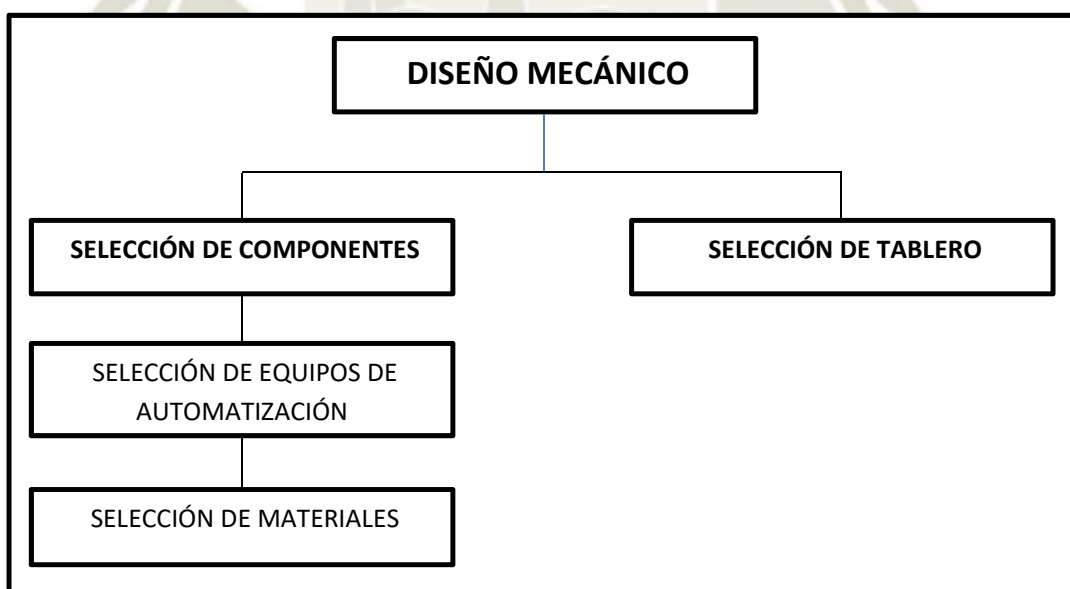 DISEÑO MECÁNICO
SELECCIÓN DE COMPONENTES
SELECCIÓN DE TABLERO
SELECCIÓN DE EQUIPOS DE
AUTOMATIZACIÓN
SELECCIÓN DE MATERIALES